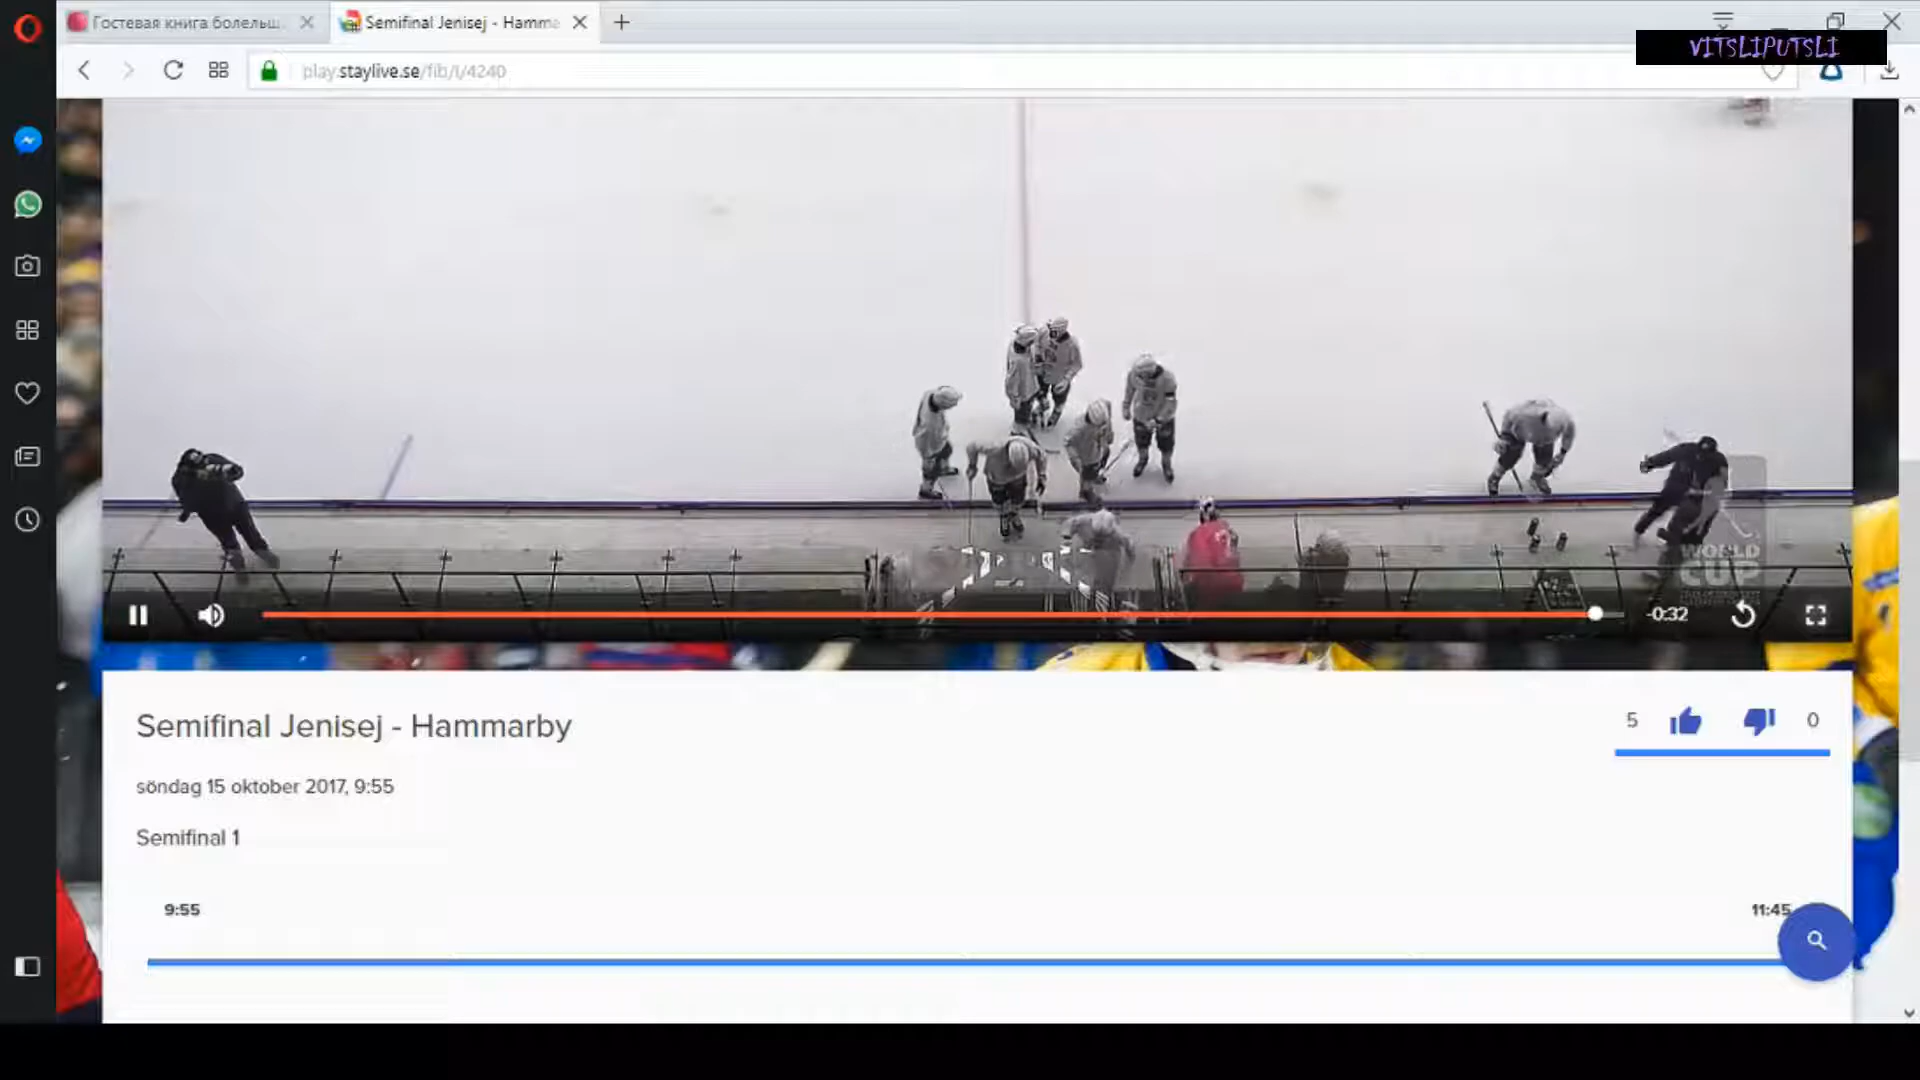 Гостевая книга болельщ
Semifinal Jenisej - Hamma
VITSLIPUTSLI
play.staylive.se/fib/l/4240
WORLD
CUP
-0:32
Semifinal Jenisej - Hammarby
5
0
söndag 15 oktober 2017, 9:55
Semifinal 1
9:55
11:45